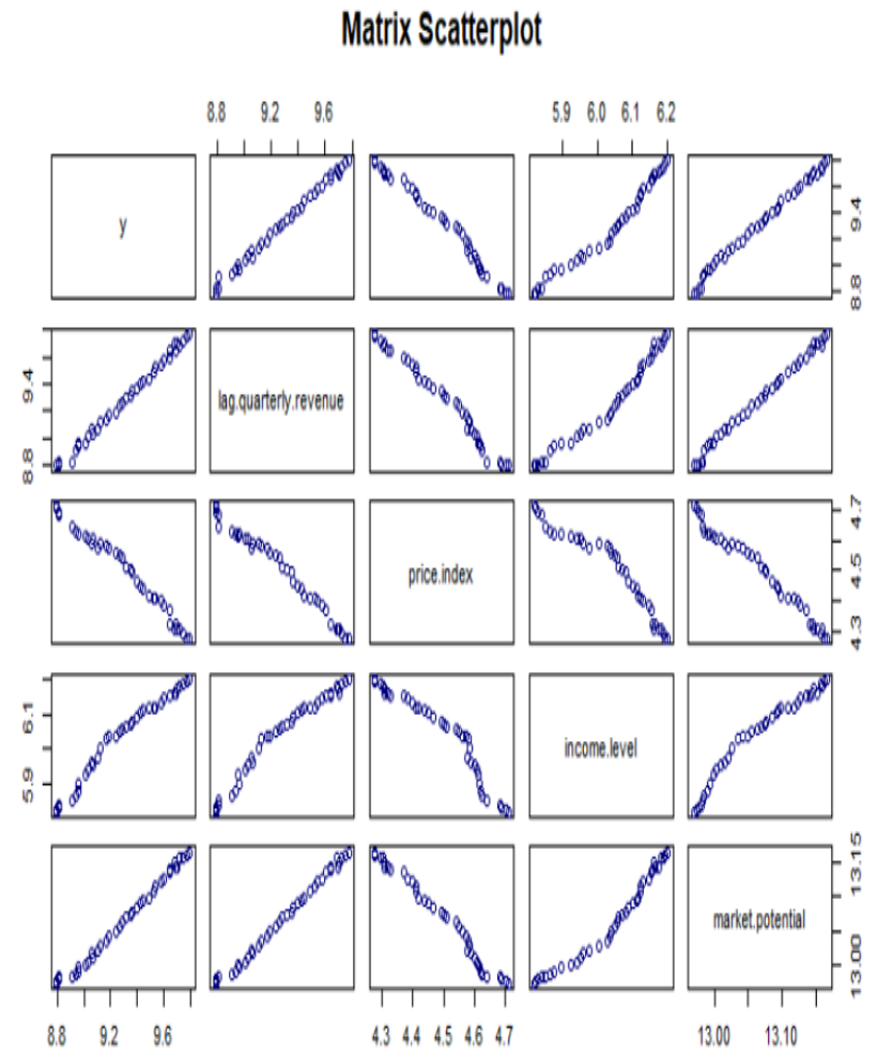 Matrix Scatterplot
8.8 9.2 9.6 5.9 6.0 6.1 6.2
y
8.8 9.4
lag.quarterly.revenue
8.8 9.4
price.index
4.3 4.5 4.7
income.level
5.9 6.1
market.potential
13.00 13.15
8.8 9.2 9.6 4.3 4.4 4.5 4.6 4.7 13.00 13.10